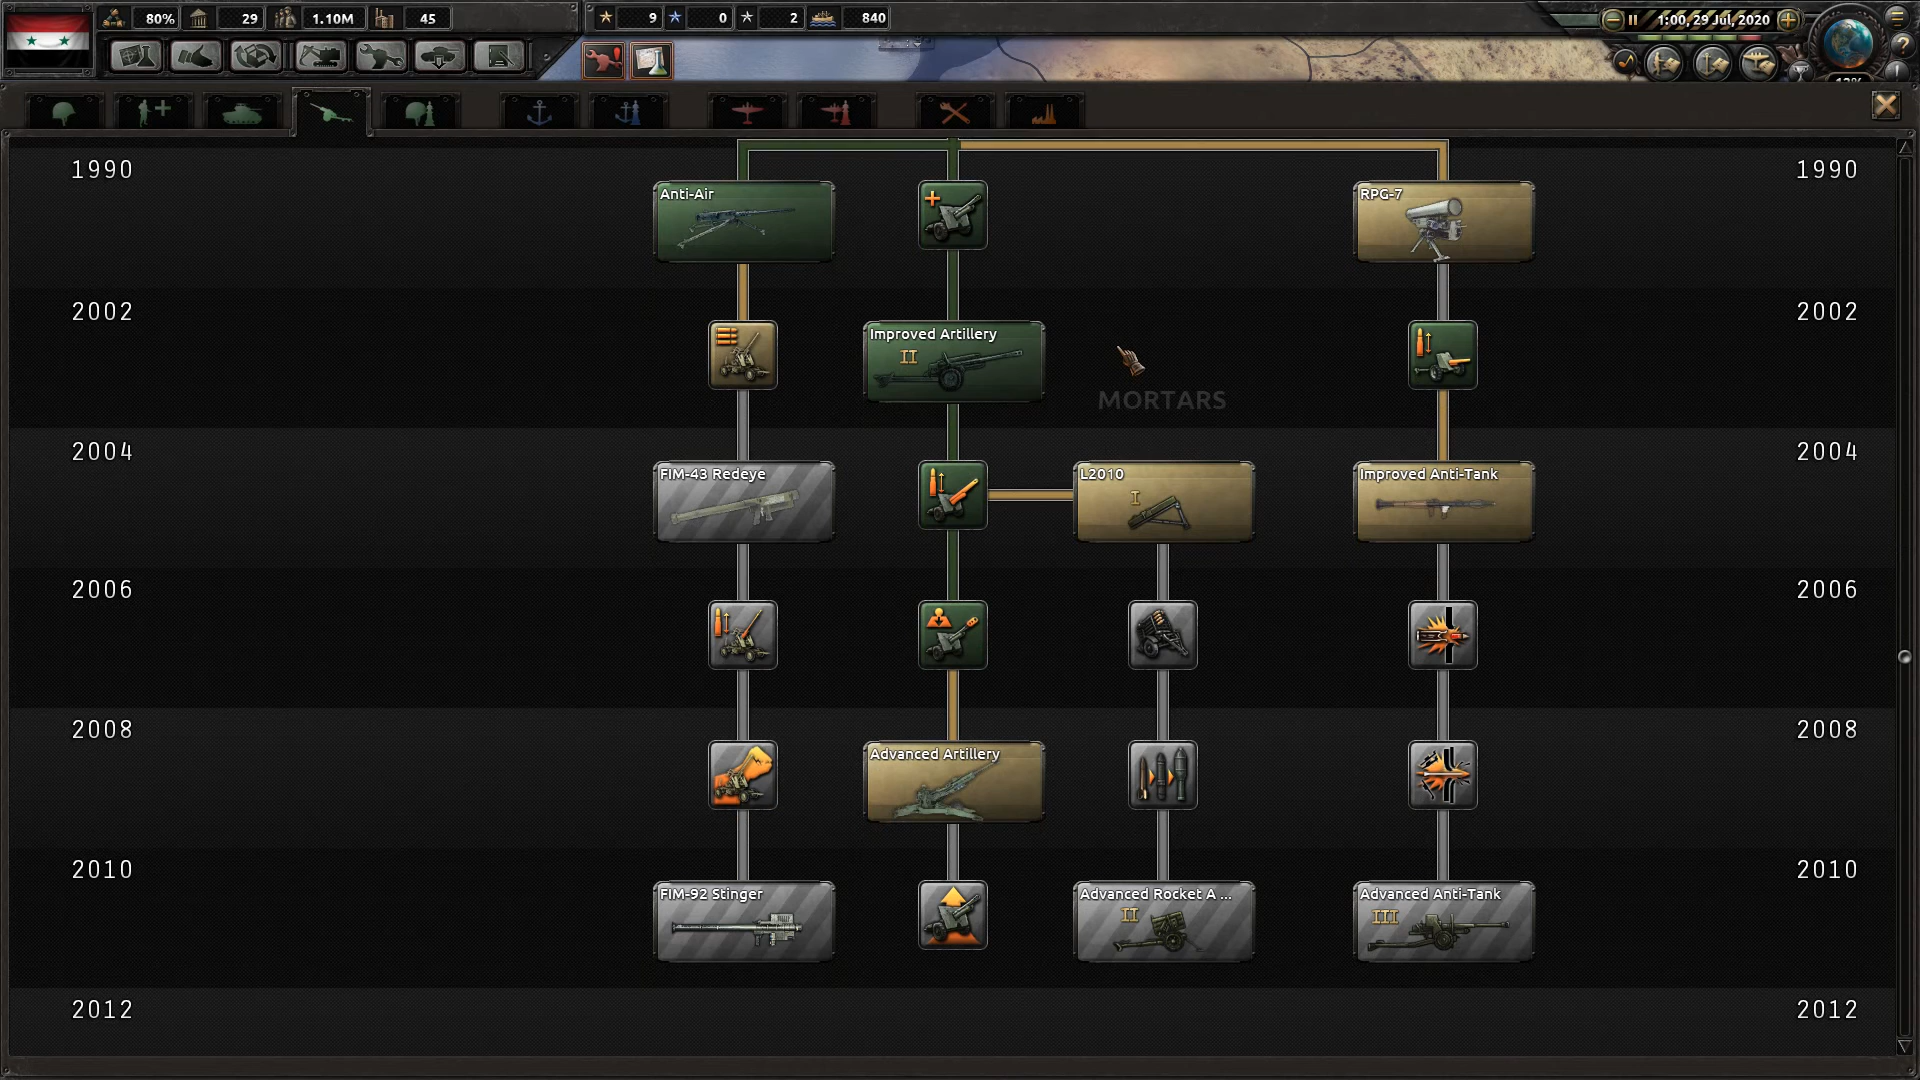 80%
29
1.10M
45
9
0
2
840
1:00, 29 Jul, 2020
1990
1990
Anti-Air
RPG-7
2002
2002
Improved Artillery
II
MORTARS
2004
2004
FIM-43 Redeye
L2010
I
Improved Anti-Tank
2006
2006
2008
2008
Advanced Artillery
2010
2010
FIM-92 Stinger
Advanced Rocket A ...
II
Advanced Anti-Tank
III
2012
2012